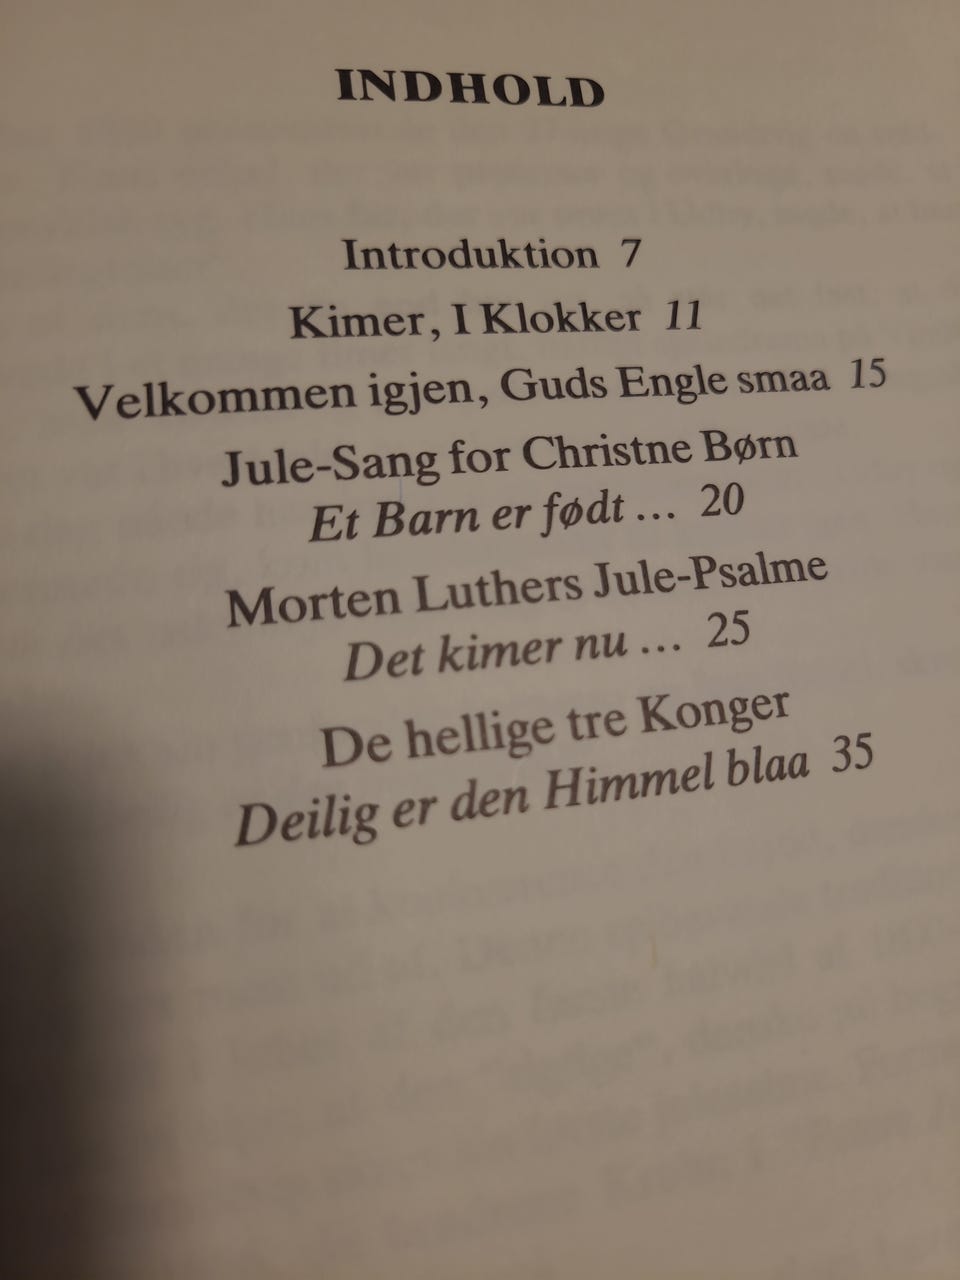 INDHOLD
Introduktion 7
Kimer, I Klokker 11
Velkommen igjen, Guds Engle smaa 15
Jule-Sang for Christne Børn
Et Barn er født ... 20
Morten Luthers Jule-Psalme
Det kimer nu ... 25
De hellige tre Konger
Deilig er den Himmel blaa 35